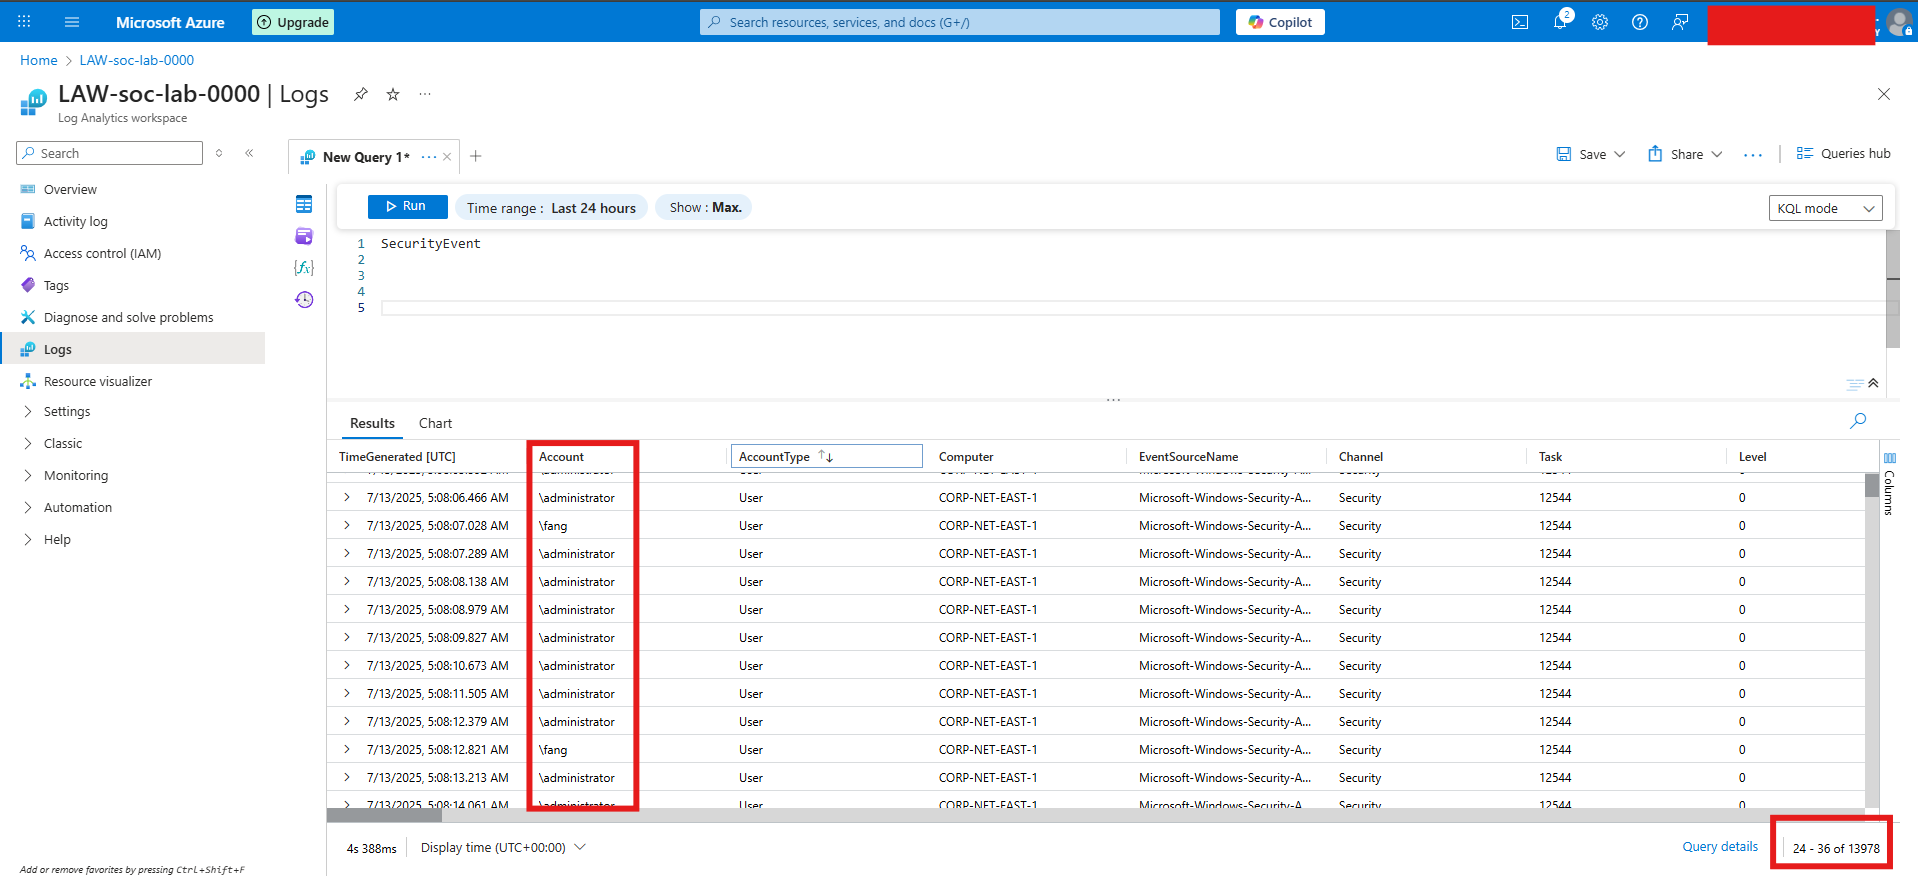 Microsoft Azure
Upgrade
Search resources, services, and docs (G+/)
Copilot
2
Home > LAW-soc-lab-0000
LAW-soc-lab-0000 | Logs
Log Analytics workspace
Search
Overview
Activity log
Access control (IAM)
Tags
Diagnose and solve problems
Logs
Resource visualizer
Settings
Classic
Monitoring
Automation
Help
Add or remove favorites by pressing Ctrl+Shift+F
New Query 1*
Save
Share
Queries hub
Run
Time range : Last 24 hours
Show : Max.
KQL mode
1 SecurityEvent
2
3
4
5
Results Chart
TimeGenerated [UTC] Account AccountType Computer EventSourceName Channel Task Level
7/13/2025, 5:08:06.466 AM \administrator User CORP-NET-EAST-1 Microsoft-Windows-Security-A... Security 12544 0
7/13/2025, 5:08:07.028 AM \fang User CORP-NET-EAST-1 Microsoft-Windows-Security-A... Security 12544 0
7/13/2025, 5:08:07.289 AM \administrator User CORP-NET-EAST-1 Microsoft-Windows-Security-A... Security 12544 0
7/13/2025, 5:08:08.138 AM \administrator User CORP-NET-EAST-1 Microsoft-Windows-Security-A... Security 12544 0
7/13/2025, 5:08:08.979 AM \administrator User CORP-NET-EAST-1 Microsoft-Windows-Security-A... Security 12544 0
7/13/2025, 5:08:09.827 AM \administrator User CORP-NET-EAST-1 Microsoft-Windows-Security-A... Security 12544 0
7/13/2025, 5:08:10.673 AM \administrator User CORP-NET-EAST-1 Microsoft-Windows-Security-A... Security 12544 0
7/13/2025, 5:08:11.505 AM \administrator User CORP-NET-EAST-1 Microsoft-Windows-Security-A... Security 12544 0
7/13/2025, 5:08:12.379 AM \administrator User CORP-NET-EAST-1 Microsoft-Windows-Security-A... Security 12544 0
7/13/2025, 5:08:12.821 AM \fang User CORP-NET-EAST-1 Microsoft-Windows-Security-A... Security 12544 0
7/13/2025, 5:08:13.213 AM \administrator User CORP-NET-EAST-1 Microsoft-Windows-Security-A... Security 12544 0
7/13/2025, 5:08:14.061 AM \administrator User CORP-NET-EAST-1 Microsoft-Windows-Security-A Security 12544 0
Columns
4s 388ms
Display time (UTC+00:00)
Query details
24 - 36 of 13978